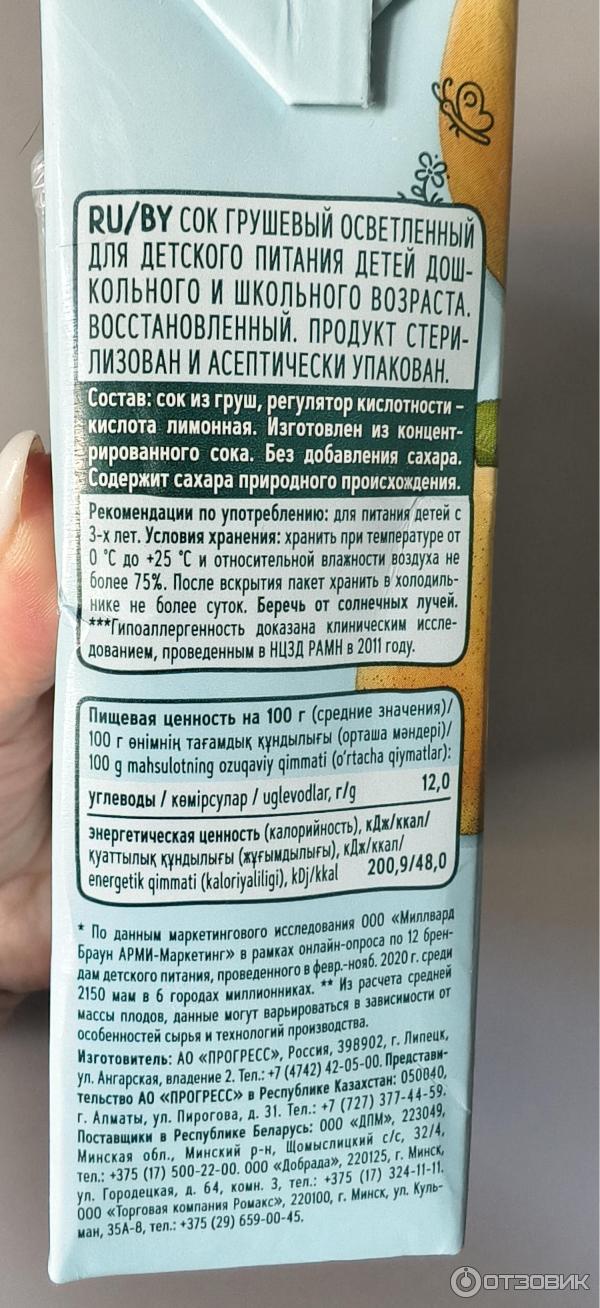 RU/BY СОК ГРУШЕВЫЙ ОСВЕТЛЕННЫЙ
ДЛЯ ДЕТСКОГО ПИТАНИЯ ДЕТЕЙ ДОШ-
КОЛЬНОГО И ШКОЛЬНОГО ВОЗРАСТА.
ВОССТАНОВЛЕННЫЙ. ПРОДУКТ СТЕРИ-
ЛИЗОВАН И АСЕПТИЧЕСКИ УПАКОВАН.
Состав: сок из груш, регулятор кислотности –
кислота лимонная. Изготовлен из концент-
рированного сока. Без добавления сахара.
Содержит сахара природного происхождения.
Рекомендации по употреблению: для питания детей с
3-х лет. Условия хранения: хранить при температуре от
0 °C до +25 °C и относительной влажности воздуха не
более 75%. После вскрытия пакет хранить в холодиль-
нике не более суток. Беречь от солнечных лучей.
***Гипоаллергенность доказана клиническим иссле-
дованием, проведенным в НЦЗД РАМН в 2011 году.
Пищевая ценность на 100 г (средние значения)/
100 г өнімнің тағамдық құндылығы (орташа мәндері)/
100 g mahsulotning ozuqaviy qimmati (o'rtacha qiymatlar):
углеводы / көмірсулар / uglevodlar, г/g 12,0
энергетическая ценность (калорийность), кДж/ккал/
қуаттылық құндылығы (жұғымдылығы), кДж/ккал/
energetik qimmati (kaloriyaliligi), kDj/kkal 200,9/48,0
* По данным маркетингового исследования ООО «Миллвард
Браун АРМИ-Маркетинг» в рамках онлайн-опроса по 12 брен-
дам детского питания, проведенного в февр.-нояб. 2020 г. среди
2150 мам в 6 городах миллионниках. ** Из расчета средней
массы плодов, данные могут варьироваться в зависимости от
особенностей сырья и технологий производства.
Изготовитель: АО «ПРОГРЕСС», Россия, 398902, г. Липецк,
ул. Ангарская, владение 2. Тел.: +7 (4742) 42-05-00. Представи-
тельство АО «ПРОГРЕСС» в Республике Казахстан: 050040,
г. Алматы, ул. Пирогова, д. 31. Тел.: +7 (727) 377-44-59.
Поставщики в Республике Беларусь: ООО «ДПМ», 223049,
Минская обл., Минский р-н, Щомыслицкий с/с, 32/4,
тел.: +375 (17) 500-22-00. ООО «Добрада», 220125, г. Минск,
ул. Городецкая, д. 64, комн. 3, тел.: +375 (17) 324-11-11.
ООО «Торговая компания Ромакс», 220100, г. Минск, ул. Куль-
ман, 35А-8, тел.: +375 (29) 659-00-45.
ОТЗОВИК